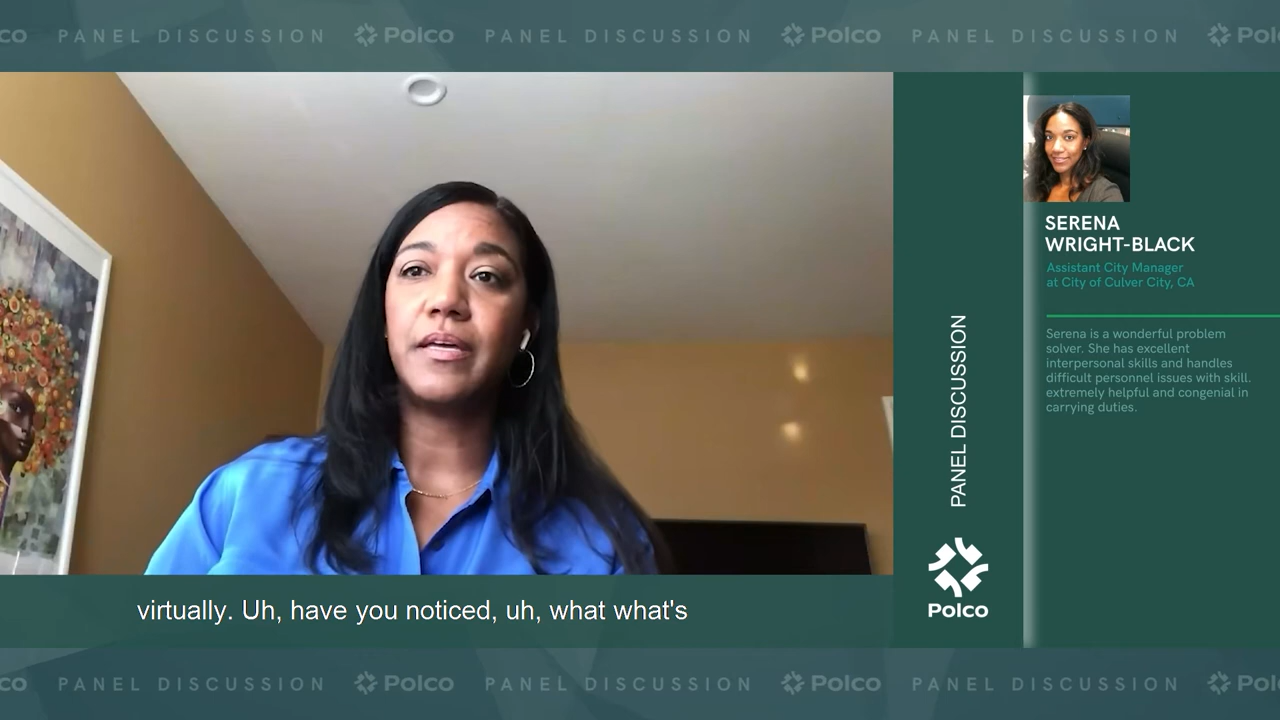 PANEL DISCUSSION Polco PANEL DISCUSSION Polco PANEL DISCUSSION
SERENA
WRIGHT-BLACK
Assistant City Manager
at City of Culver City, CA
Serena is a wonderful problem
solver. She has excellent
interpersonal skills and handles
difficult personnel issues with skill.
extremely helpful and congenial in
carrying duties.
PANEL DISCUSSION
Polco
virtually. Uh, have you noticed, uh, what what's
PANEL DISCUSSION Polco PANEL DISCUSSION Polco PANEL DISCUSSION